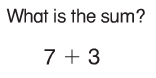 What is the sum?
7 + 3